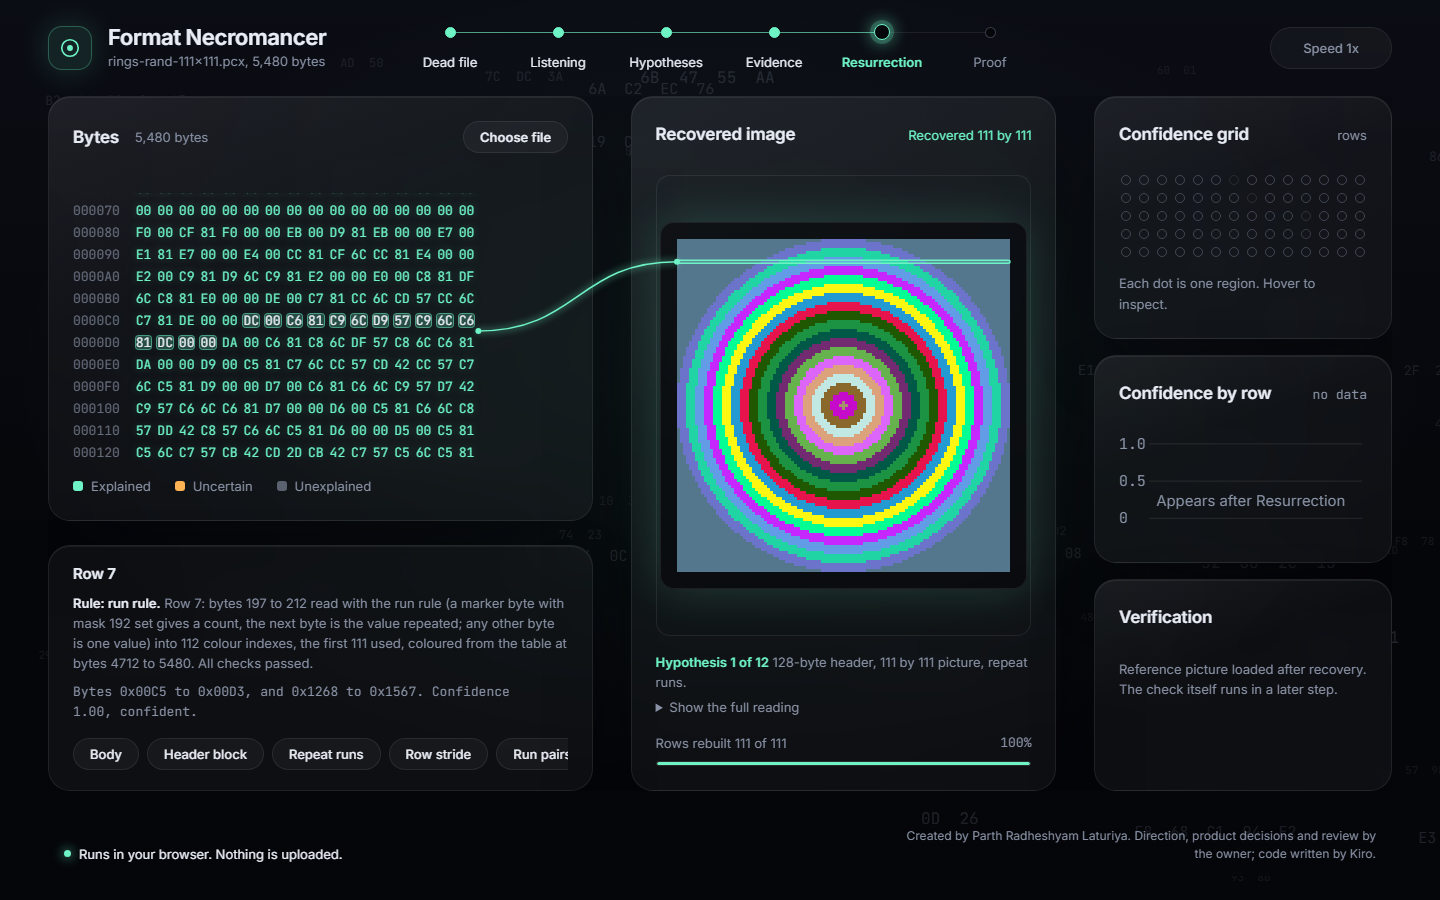 Format Necromancer
rings-rand-111×111.pcx, 5,480 bytes
Dead file
Listening
Hypotheses
Evidence
Resurrection
Proof
Speed 1x
Bytes
5,480 bytes
Choose file
000070 00 00 00 00 00 00 00 00 00 00 00 00 00 00 00 00
000080 F0 00 CF 81 F0 00 00 EB 00 D9 81 EB 00 00 E7 00
000090 E1 81 E7 00 00 E4 00 CC 81 CF 6C CC 81 E4 00 00
0000A0 E2 00 C9 81 D9 6C C9 81 E2 00 00 E0 00 C8 81 DF
0000B0 6C C8 81 E0 00 00 DE 00 C7 81 CC 6C CD 57 CC 6C
0000C0 C7 81 DE 00 00 DC 00 C6 81 C9 6C D9 57 C9 6C C6
0000D0 81 DC 00 00 DA 00 C6 81 C8 6C DF 57 C8 6C C6 81
0000E0 DA 00 00 D9 00 C5 81 C7 6C CC 57 CD 42 CC 57 C7
0000F0 6C C5 81 D9 00 00 D7 00 C6 81 C6 6C C9 57 D7 42
000100 C9 57 C6 6C C6 81 D7 00 00 D6 00 C5 81 C6 6C C8
000110 57 DD 42 C8 57 C6 6C C5 81 D6 00 00 D5 00 C5 81
000120 C5 6C C7 57 CB 42 CD 2D CB 42 C7 57 C5 6C C5 81
Explained
Uncertain
Unexplained
Row 7
Rule: run rule. Row 7: bytes 197 to 212 read with the run rule (a marker byte with
mask 192 set gives a count, the next byte is the value repeated; any other byte
is one value) into 112 colour indexes, the first 111 used, coloured from the table at
bytes 4712 to 5480. All checks passed.
Bytes 0x00C5 to 0x00D3, and 0x1268 to 0x1567. Confidence
1.00, confident.
Body
Header block
Repeat runs
Row stride
Run pairs
Recovered image
Recovered 111 by 111
Hypothesis 1 of 12 128-byte header, 111 by 111 picture, repeat
runs.
Show the full reading
Rows rebuilt 111 of 111
100%
Confidence grid
rows
Each dot is one region. Hover to
inspect.
Confidence by row
no data
1.0
0.5
0
Appears after Resurrection
Verification
Reference picture loaded after recovery.
The check itself runs in a later step.
Runs in your browser. Nothing is uploaded.
Created by Parth Radheshyam Laturiya. Direction, product decisions and review by
the owner; code written by Kiro.